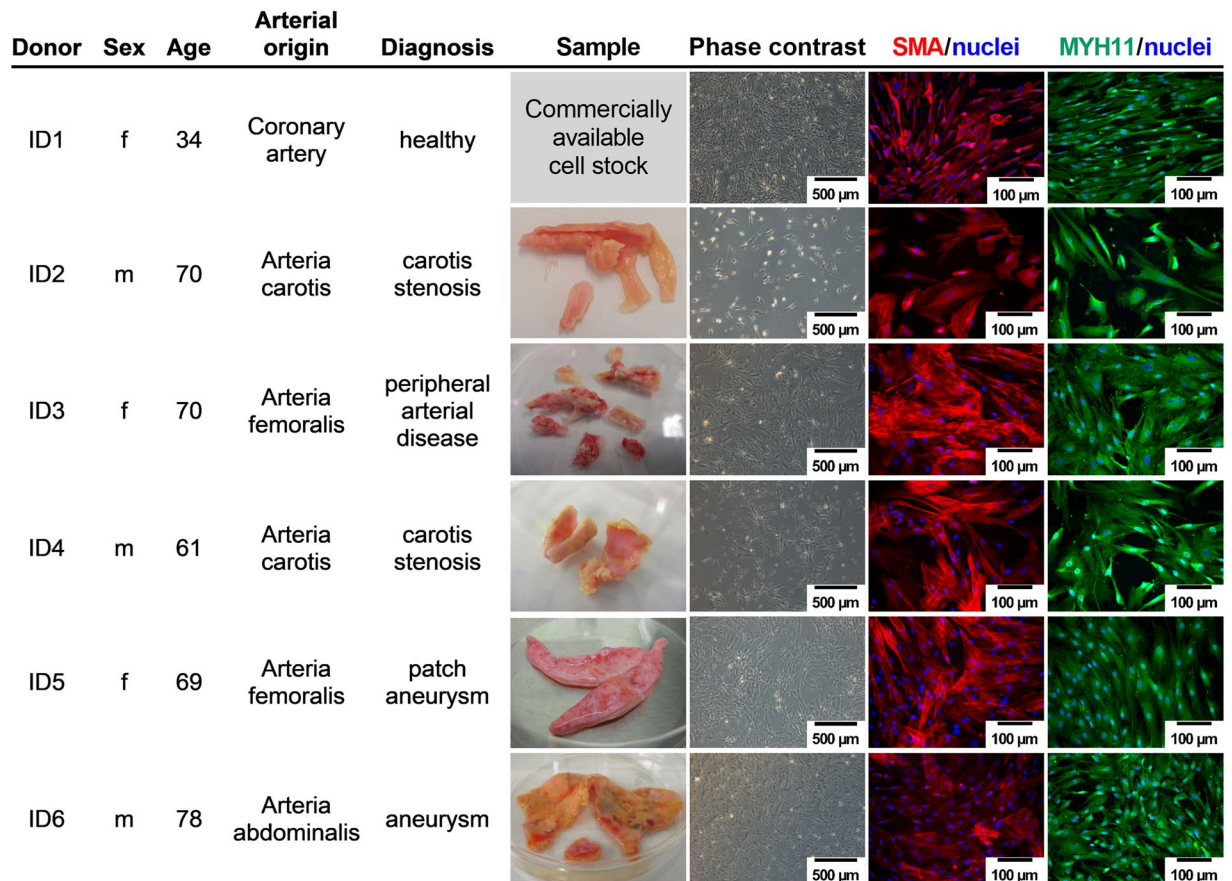 Donor Sex Age Arterial origin Diagnosis Sample Phase contrast SMA/nuclei MYH11/nuclei
ID1 f 34 Coronary artery healthy Commercially available cell stock 500 µm 100 µm 100 µm
ID2 m 70 Arteria carotis carotis stenosis 500 µm 100 µm 100 µm
ID3 f 70 Arteria femoralis peripheral arterial disease 500 µm 100 µm 100 µm
ID4 m 61 Arteria carotis carotis stenosis 500 µm 100 µm 100 µm
ID5 f 69 Arteria femoralis patch aneurysm 500 µm 100 µm 100 µm
ID6 m 78 Arteria abdominalis aneurysm 500 µm 100 µm 100 µm